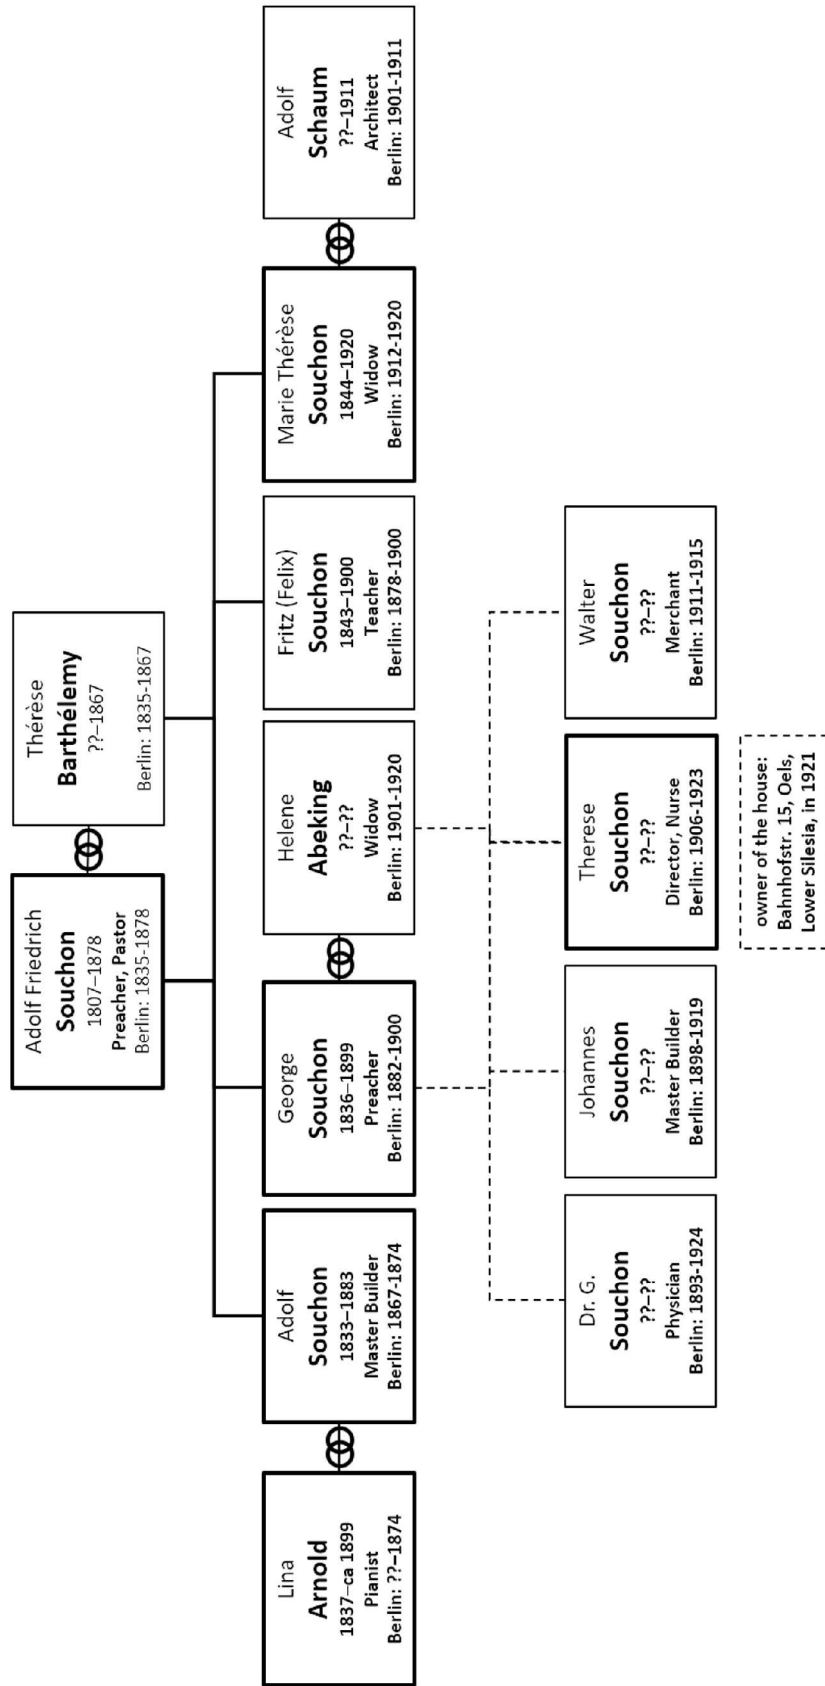 Adolf Friedrich
Souchon
1807–1878
Preacher, Pastor
Berlin: 1835-1878
Thérèse
Barthélemy
??–1867
Berlin: 1835-1867
Lina
Arnold
1837–ca 1899
Pianist
Berlin: ??–1874
Adolf
Souchon
1833–1883
Master Builder
Berlin: 1867-1874
George
Souchon
1836–1899
Preacher
Berlin: 1882-1900
Helene
Abeking
??–??
Widow
Berlin: 1901-1920
Fritz (Felix)
Souchon
1843–1900
Teacher
Berlin: 1878-1900
Marie Thérèse
Souchon
1844–1920
Widow
Berlin: 1912-1920
Adolf
Schaum
??–1911
Architect
Berlin: 1901-1911
Dr. G.
Souchon
??–??
Physician
Berlin: 1893-1924
Johannes
Souchon
??–??
Master Builder
Berlin: 1898-1919
Therese
Souchon
??–??
Director, Nurse
Berlin: 1906-1923
Walter
Souchon
??–??
Merchant
Berlin: 1911-1915
owner of the house:
Bahnhofstr. 15, Oels,
Lower Silesia, in 1921